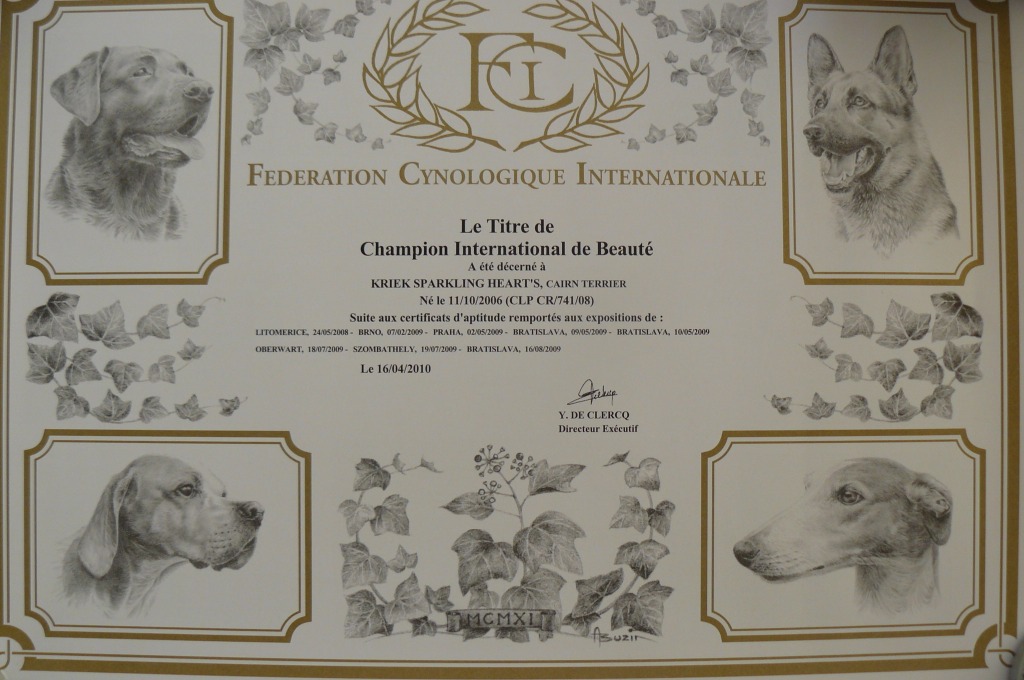 FCI
FEDERATION CYNOLOGIQUE INTERNATIONALE
Le Titre de
Champion International de Beauté
A été décerné à
KRIEK SPARKLING HEART'S, CAIRN TERRIER
Né le 11/10/2006 (CLP CR/741/08)
Suite aux certificats d'aptitude remportés aux expositions de :
LITOMERICE, 24/05/2008 - BRNO, 07/02/2009 - PRAHA, 02/05/2009 - BRATISLAVA, 09/05/2009 - BRATISLAVA, 10/05/2009
OBERWART, 18/07/2009 - SZOMBATHELY, 19/07/2009 - BRATISLAVA, 16/08/2009
Le 16/04/2010
Y. DE CLERCQ
Directeur Exécutif
MCMXI